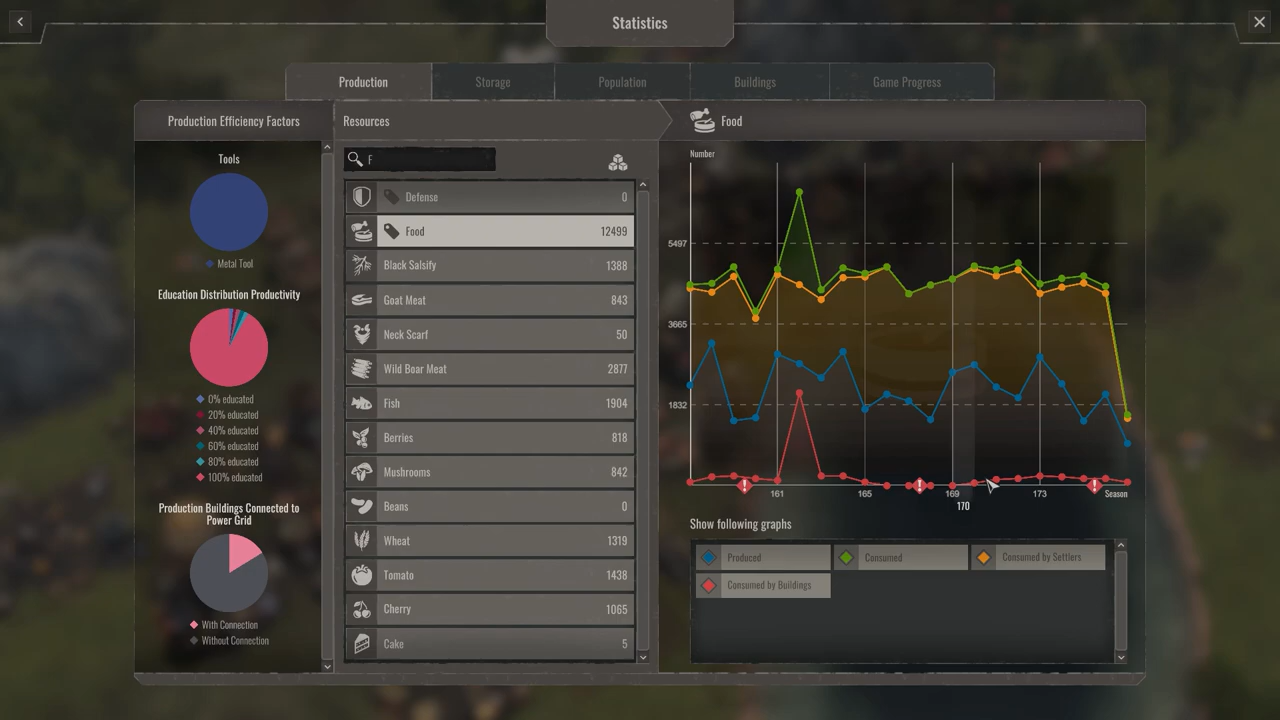 Statistics
Production
Storage
Population
Buildings
Game Progress
Production Efficiency Factors
Tools
Metal Tool
Education Distribution Productivity
0% educated
20% educated
40% educated
60% educated
80% educated
100% educated
Production Buildings Connected to
Power Grid
With Connection
Without Connection
Resources
F
Defense 0
Food 12499
Black Salsify 1388
Goat Meat 843
Neck Scarf 50
Wild Boar Meat 2877
Fish 1904
Berries 818
Mushrooms 842
Beans 0
Wheat 1319
Tomato 1438
Cherry 1065
Cake 5
Food
Number
5497
3665
1832
161 165 169 173 Season
170
Show following graphs
Produced Consumed Consumed by Settlers
Consumed by Buildings